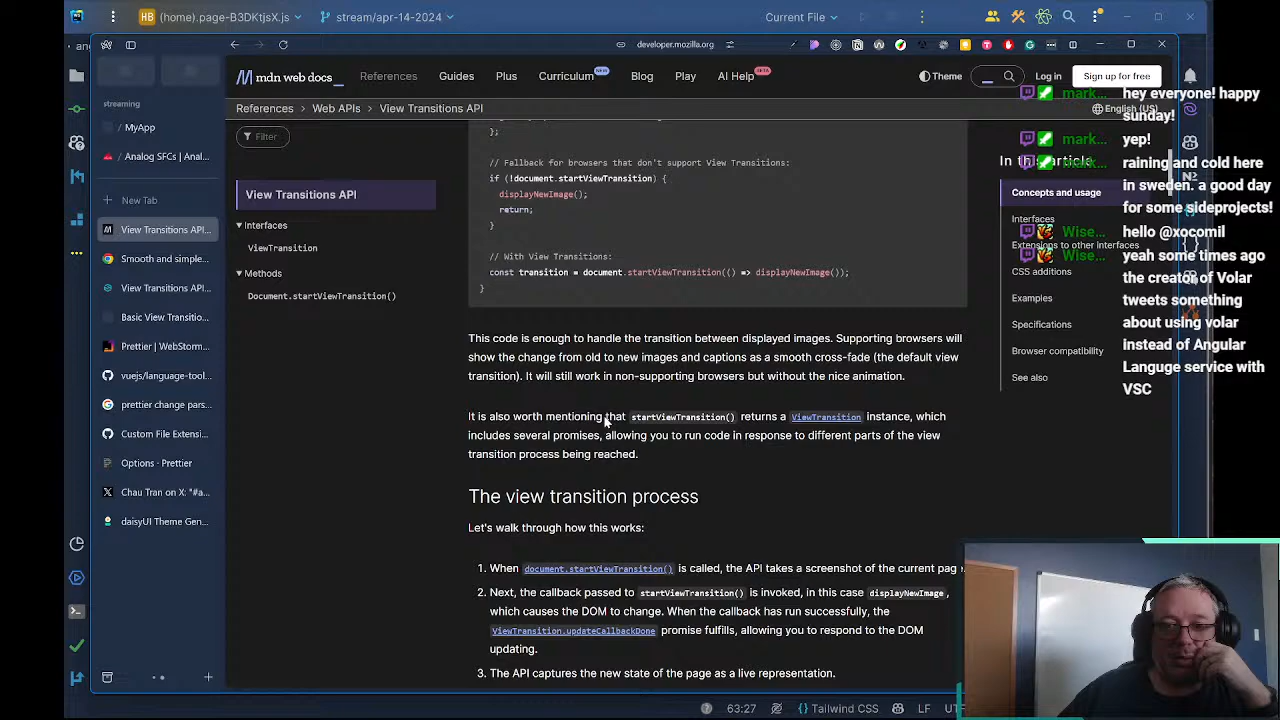 (home).page-B3DKtjsX.js
stream/apr-14-2024
Current File
developer.mozilla.org
streaming
/ MyApp
/ Analog SFCs | Anal...
New Tab
View Transitions API...
Smooth and simple...
View Transitions API...
Basic View Transitio...
Prettier | WebStorm...
vuejs/language-tool...
prettier change pars...
Custom File Extensi...
Options · Prettier
Chau Tran on X: "#a...
daisyUI Theme Gen...
mdn web docs_
References
Guides
Plus
Curriculum NEW
Blog
Play
AI Help BETA
Theme
Log in
Sign up for free
References > Web APIs > View Transitions API
English (US)
Filter
View Transitions API
Interfaces
ViewTransition
Methods
Document.startViewTransition()
};
// Fallback for browsers that don't support View Transitions:
if (!document.startViewTransition) {
displayNewImage();
return;
}
// With View Transitions:
const transition = document.startViewTransition(() => displayNewImage());
}
This code is enough to handle the transition between displayed images. Supporting browsers will
show the change from old to new images and captions as a smooth cross-fade (the default view
transition). It will still work in non-supporting browsers but without the nice animation.
It is also worth mentioning that startViewTransition() returns a ViewTransition instance, which
includes several promises, allowing you to run code in response to different parts of the view
transition process being reached.
The view transition process
Let's walk through how this works:
1. When document.startViewTransition() is called, the API takes a screenshot of the current page
2. Next, the callback passed to startViewTransition() is invoked, in this case displayNewImage,
which causes the DOM to change. When the callback has run successfully, the
ViewTransition.updateCallbackDone promise fulfills, allowing you to respond to the DOM
updating.
3. The API captures the new state of the page as a live representation.
In this article
Concepts and usage
Interfaces
Extensions to other interfaces
CSS additions
Examples
Specifications
Browser compatibility
See also
mark... hey everyone! happy
sunday!
mark... yep!
mark... raining and cold here
in sweden. a good day
for some sideprojects!
Wise... hello @xocomil
Wise... yeah some times ago
the creator of Volar
tweets something
about using volar
instead of Angular
Languge service with
VSC
63:27
Tailwind CSS
LF